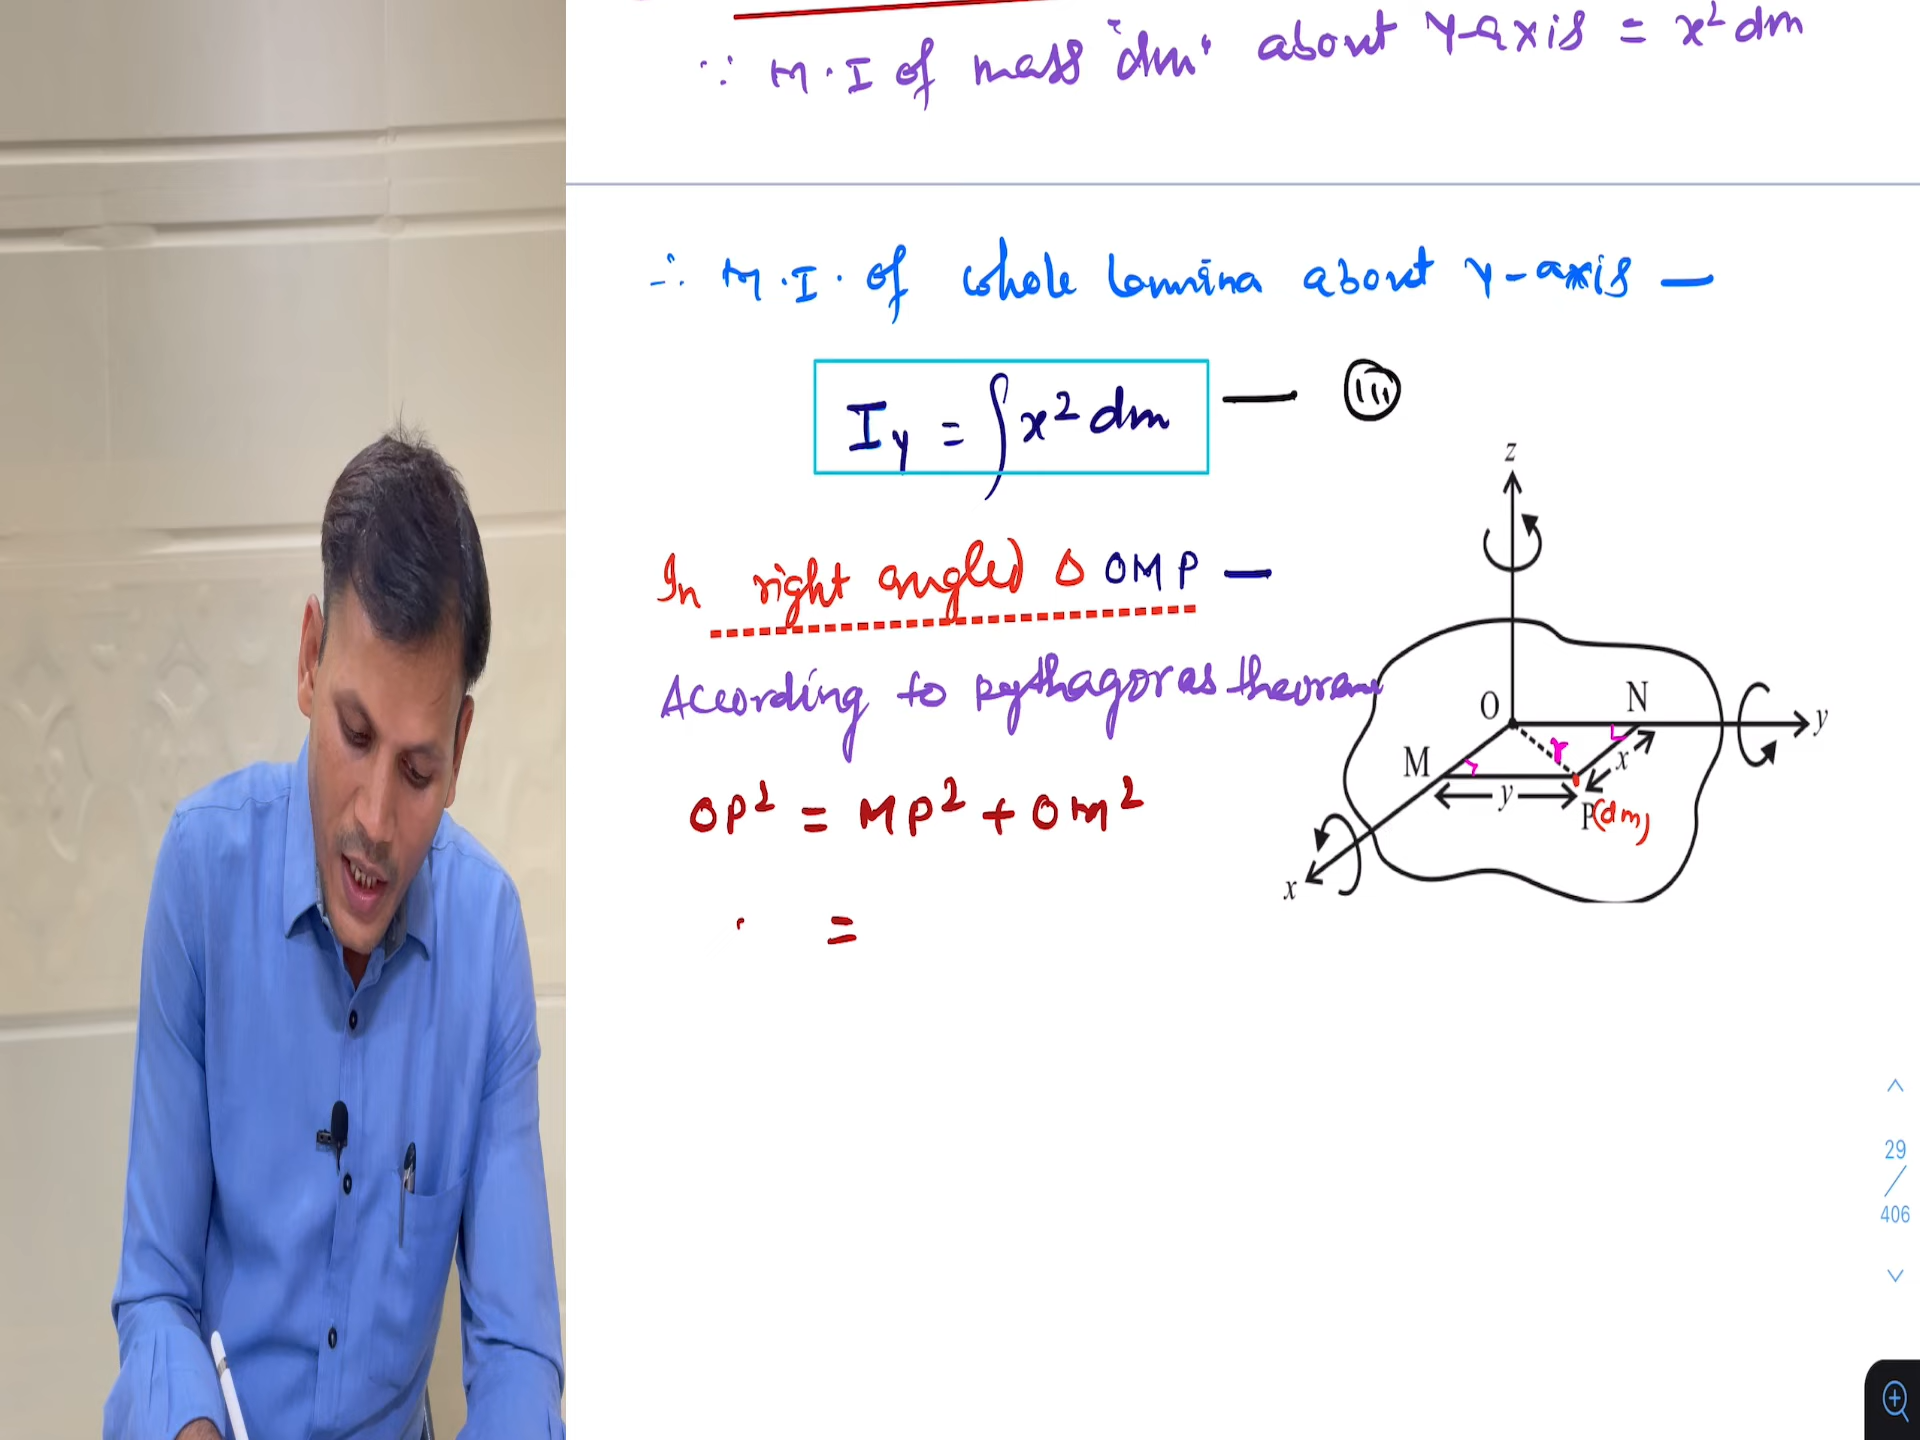 ∵ M.I of mass "dm" about Y-axis = x² dm
∴ M.I. of whole lamina about Y-axis —
I_y = ∫ x² dm — (iii)
In right angled Δ OMP —
According to pythagoras theorem
OP² = MP² + OM²
=
z
O
N
y
M
r
x
y
P(dm)
x
29
/
406